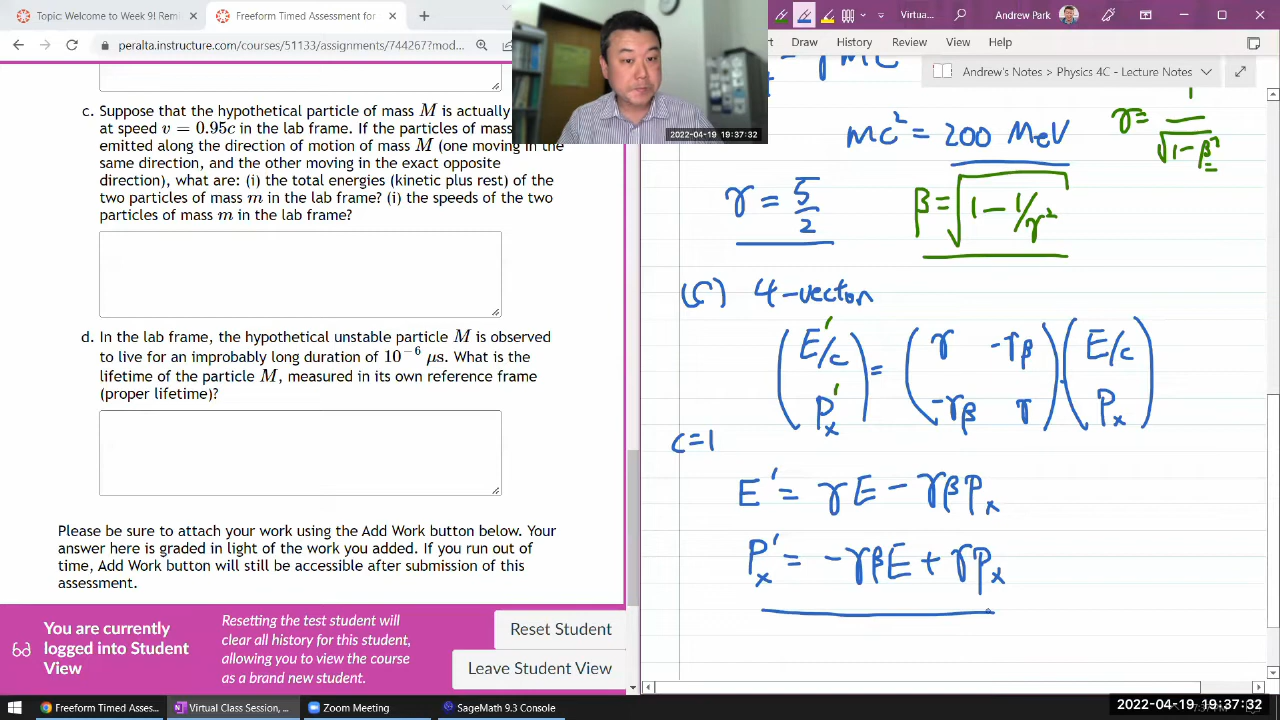 Topic: Welcome Week 9! Rem
Freeform Timed Assessment for
peralta.instructure.com/courses/51133/assignments/7442677?mod...
c. Suppose that the hypothetical particle of mass M is actually
at speed v = 0.95c in the lab frame. If the particles of mass
emitted along the direction of motion of mass M (one moving in the
same direction, and the other moving in the exact opposite
direction), what are: (i) the total energies (kinetic plus rest) of the
two particles of mass m in the lab frame? (i) the speeds of the two
particles of mass m in the lab frame?
d. In the lab frame, the hypothetical unstable particle M is observed
to live for an improbably long duration of 10⁻⁶ μs. What is the
lifetime of the particle M, measured in its own reference frame
(proper lifetime)?
Please be sure to attach your work using the Add Work button below. Your
answer here is graded in light of the work you added. If you run out of
time, Add Work button will still be accessible after submission of this
assessment.
You are currently
logged into Student
View
Resetting the test student will
clear all history for this student,
allowing you to view the course
as a brand new student.
Reset Student
Leave Student View
2022-04-19 19:37:32
Virtua...
Andrew Park
Draw History Review View
Andrew's Notes > Physics 4C - Lecture Notes
mc² = 200 MeV
γ = 1/√(1-β²)
γ = 5/2
β = √(1 - 1/γ²)
(c) 4-vector
(E'/c Px') = (γ -γβ -γβ γ) (E/c Px)
c=1
E' = γE - γβPx
Px' = -γβE + γPx
Freeform Timed Asses...
Virtual Class Session, ...
Zoom Meeting
SageMath 9.3 Console
2022-04-19 19:37:32